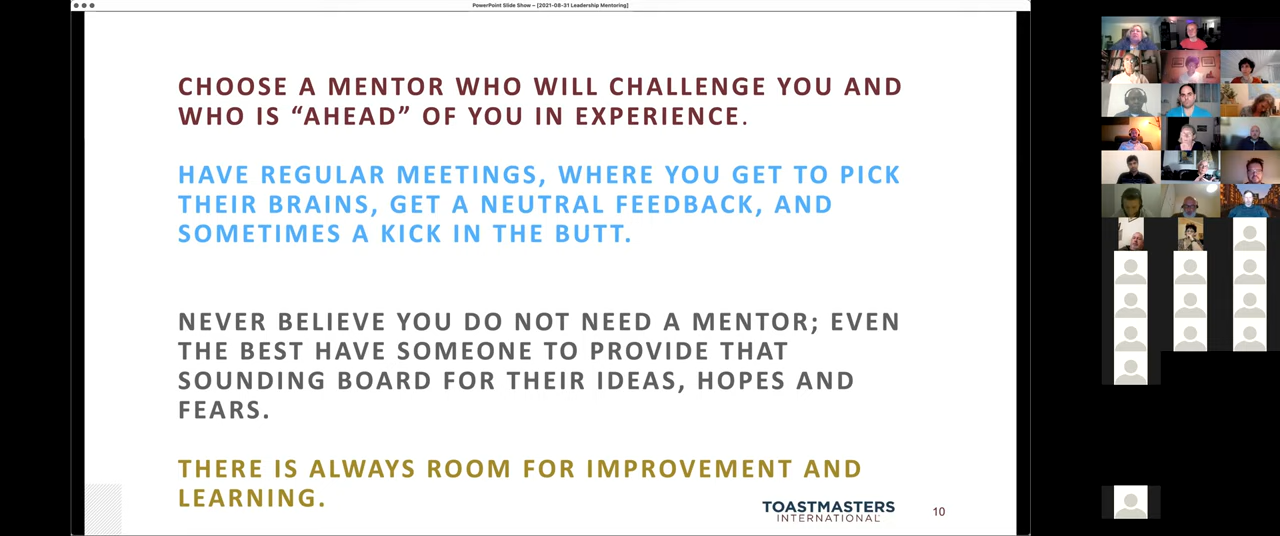 PowerPoint Slide Show – [2021-08-31 Leadership Mentoring]
CHOOSE A MENTOR WHO WILL CHALLENGE YOU AND
WHO IS “AHEAD” OF YOU IN EXPERIENCE.
HAVE REGULAR MEETINGS, WHERE YOU GET TO PICK
THEIR BRAINS, GET A NEUTRAL FEEDBACK, AND
SOMETIMES A KICK IN THE BUTT.
NEVER BELIEVE YOU DO NOT NEED A MENTOR; EVEN
THE BEST HAVE SOMEONE TO PROVIDE THAT
SOUNDING BOARD FOR THEIR IDEAS, HOPES AND
FEARS.
THERE IS ALWAYS ROOM FOR IMPROVEMENT AND
LEARNING.
TOASTMASTERS
INTERNATIONAL
10